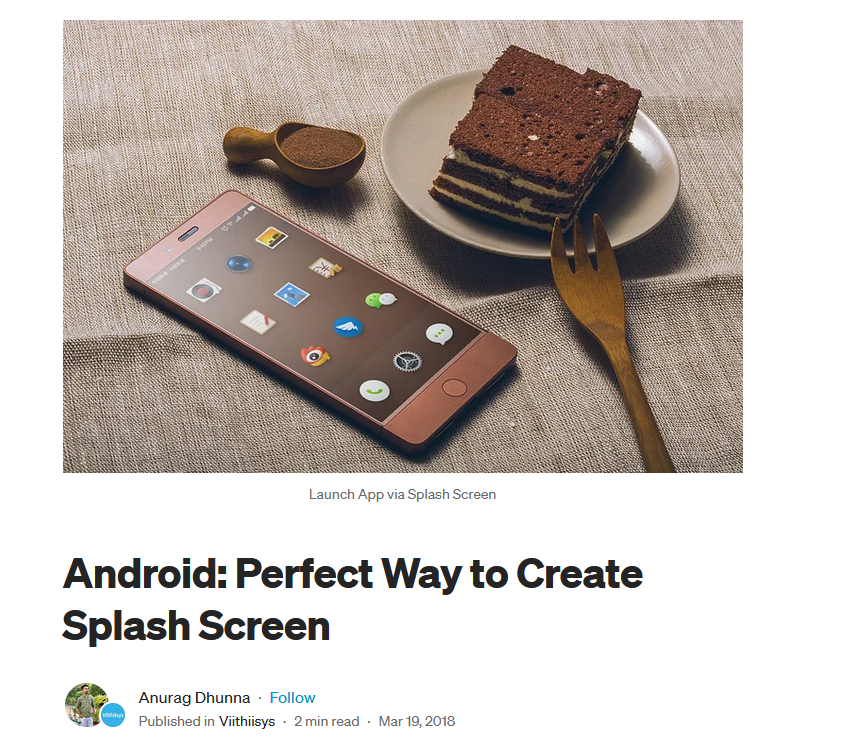 Launch App via Splash Screen
Android: Perfect Way to Create
Splash Screen
Anurag Dhunna · Follow
Viithiisys
Published in Viithiisys · 2 min read · Mar 19, 2018